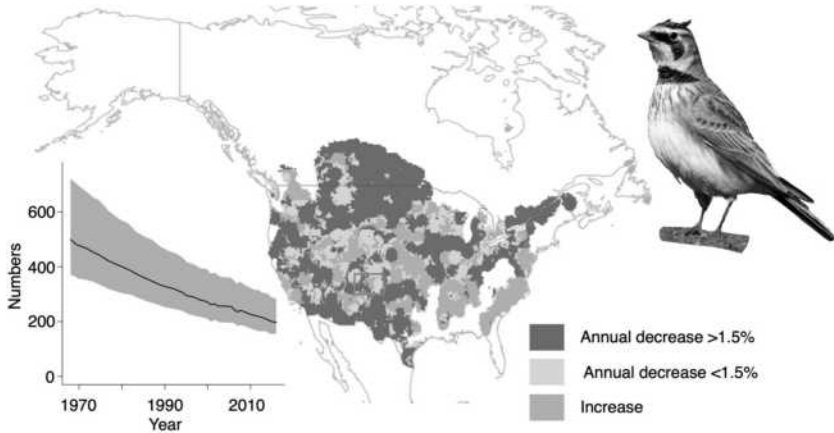 600
400
200
0
Numbers
1970 1990 2010
Year
Annual decrease >1.5%
Annual decrease <1.5%
Increase